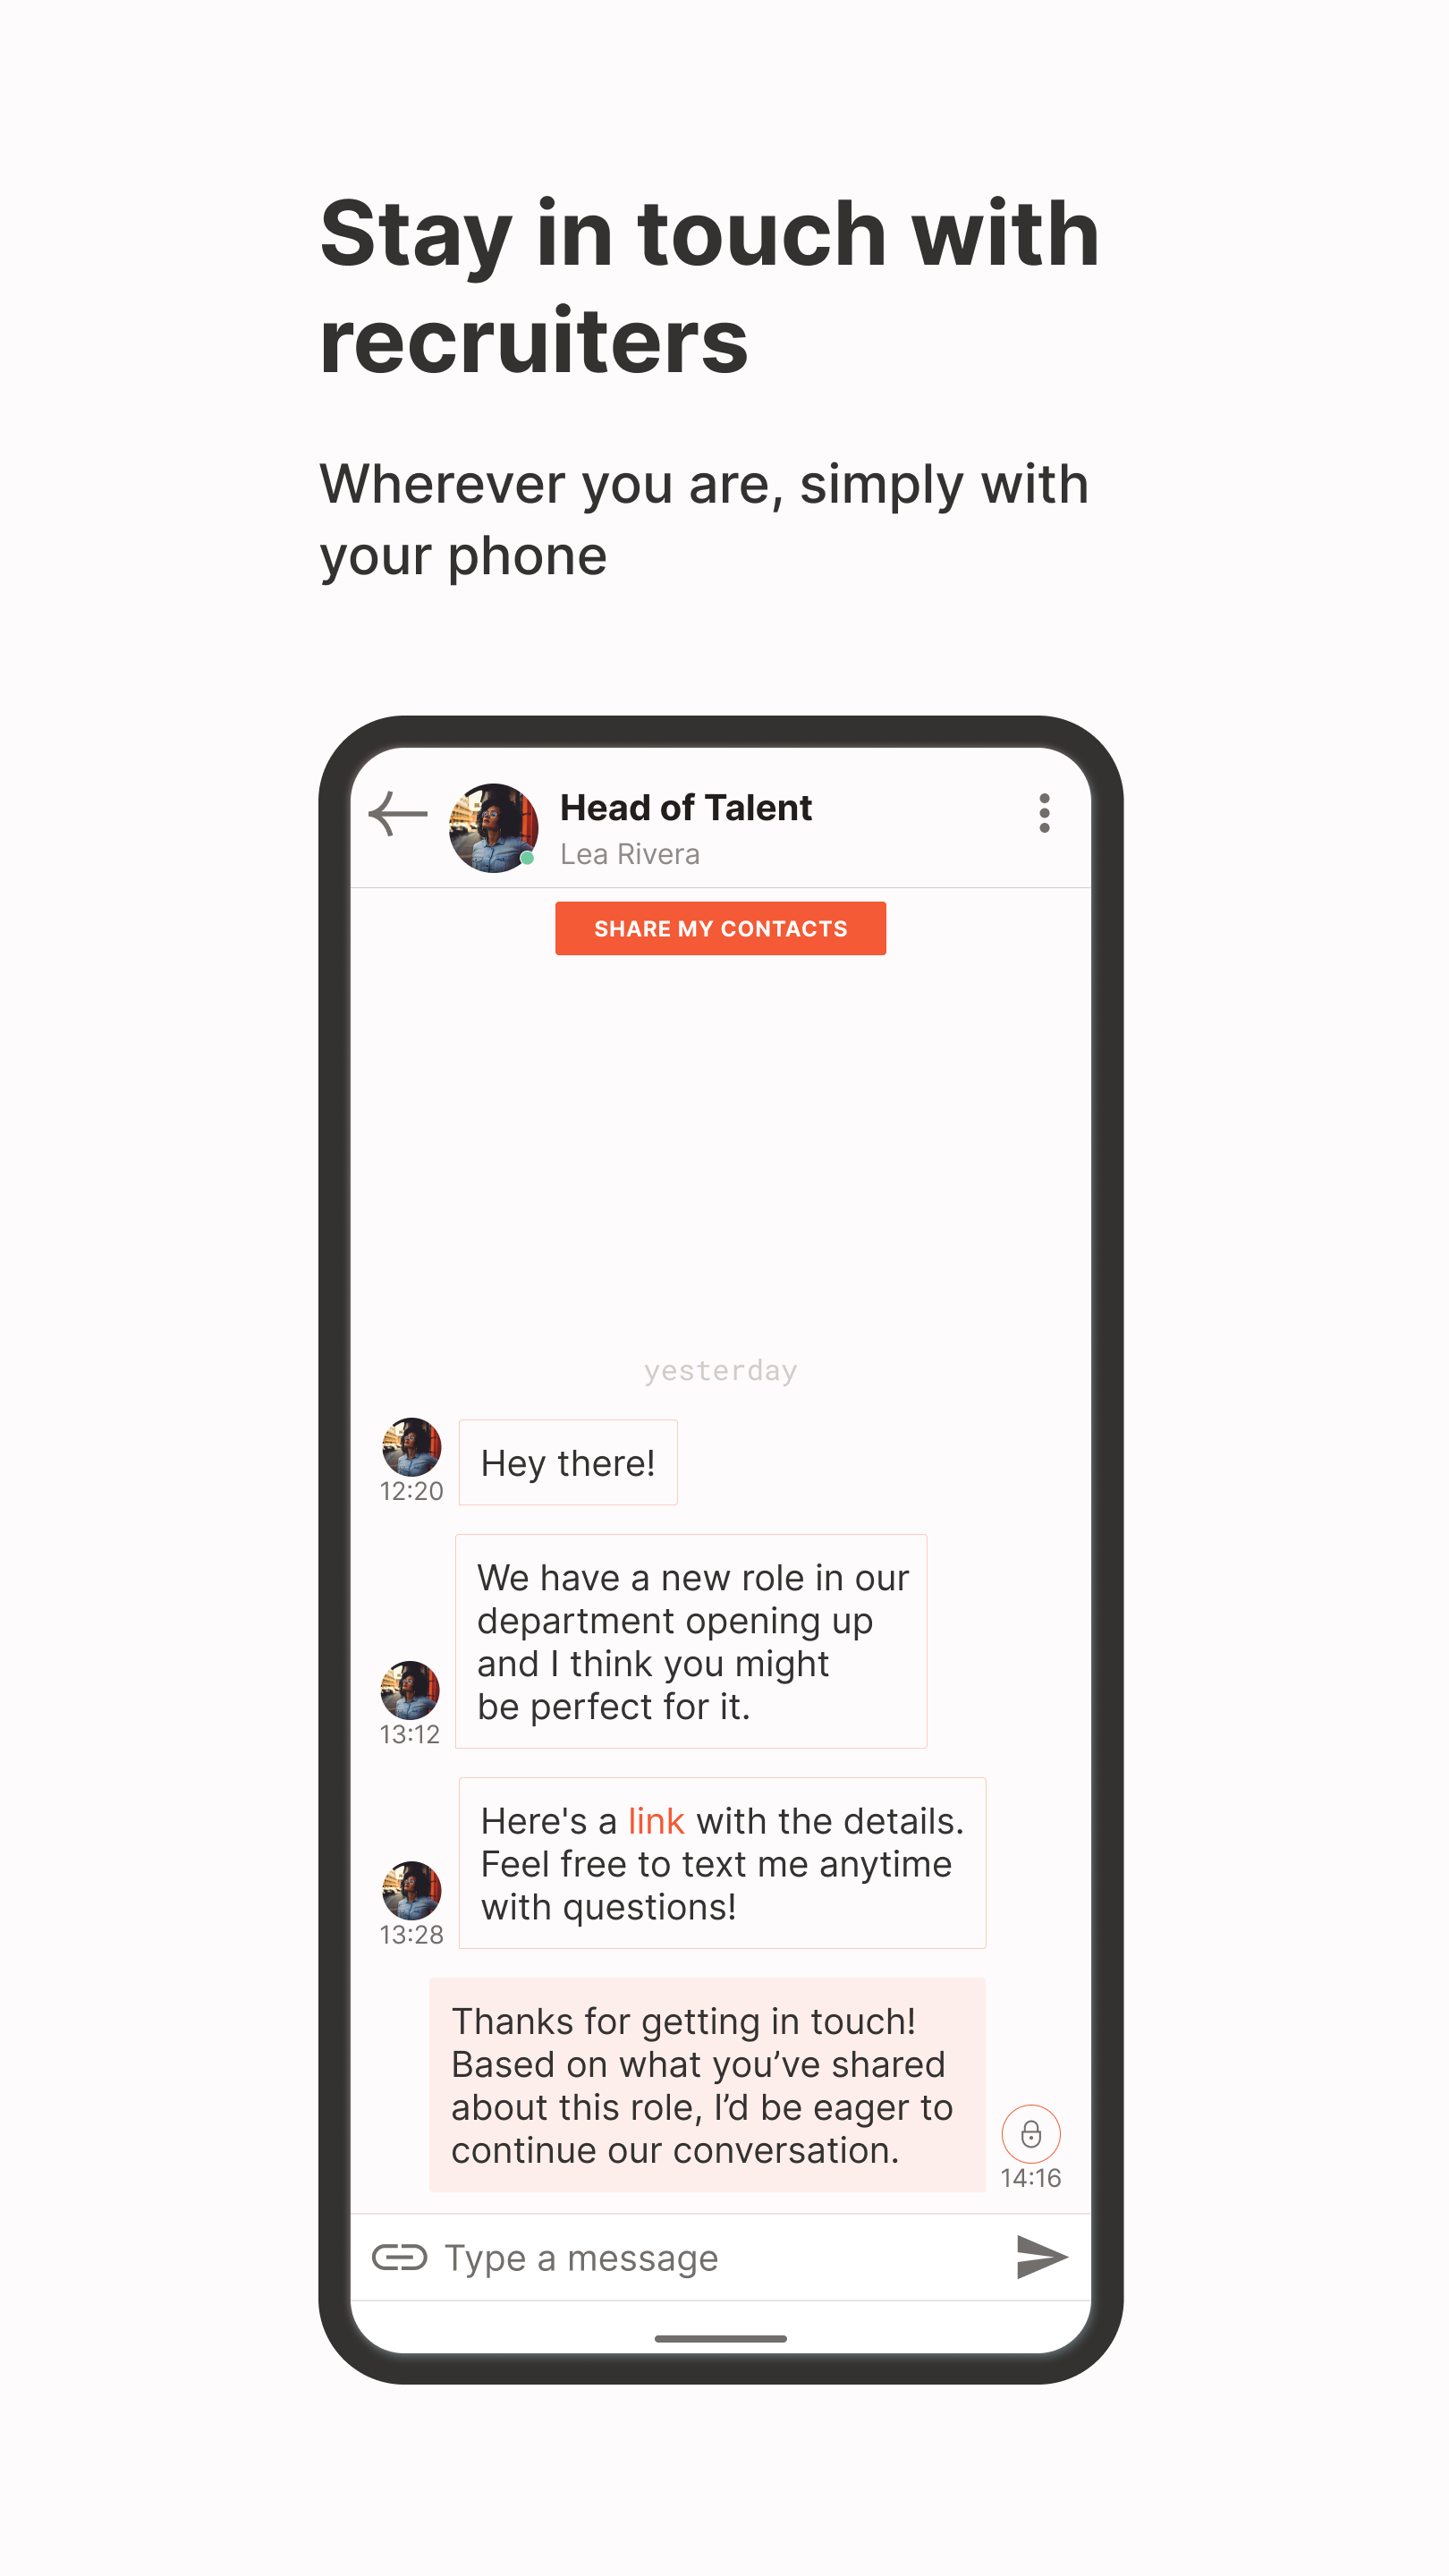 Stay in touch with
recruiters
Wherever you are, simply with
your phone
Head of Talent
Lea Rivera
SHARE MY CONTACTS
yesterday
Hey there!
12:20
We have a new role in our
department opening up
and I think you might
be perfect for it.
13:12
Here's a link with the details.
Feel free to text me anytime
with questions!
13:28
Thanks for getting in touch!
Based on what you’ve shared
about this role, I’d be eager to
continue our conversation.
14:16
Type a message